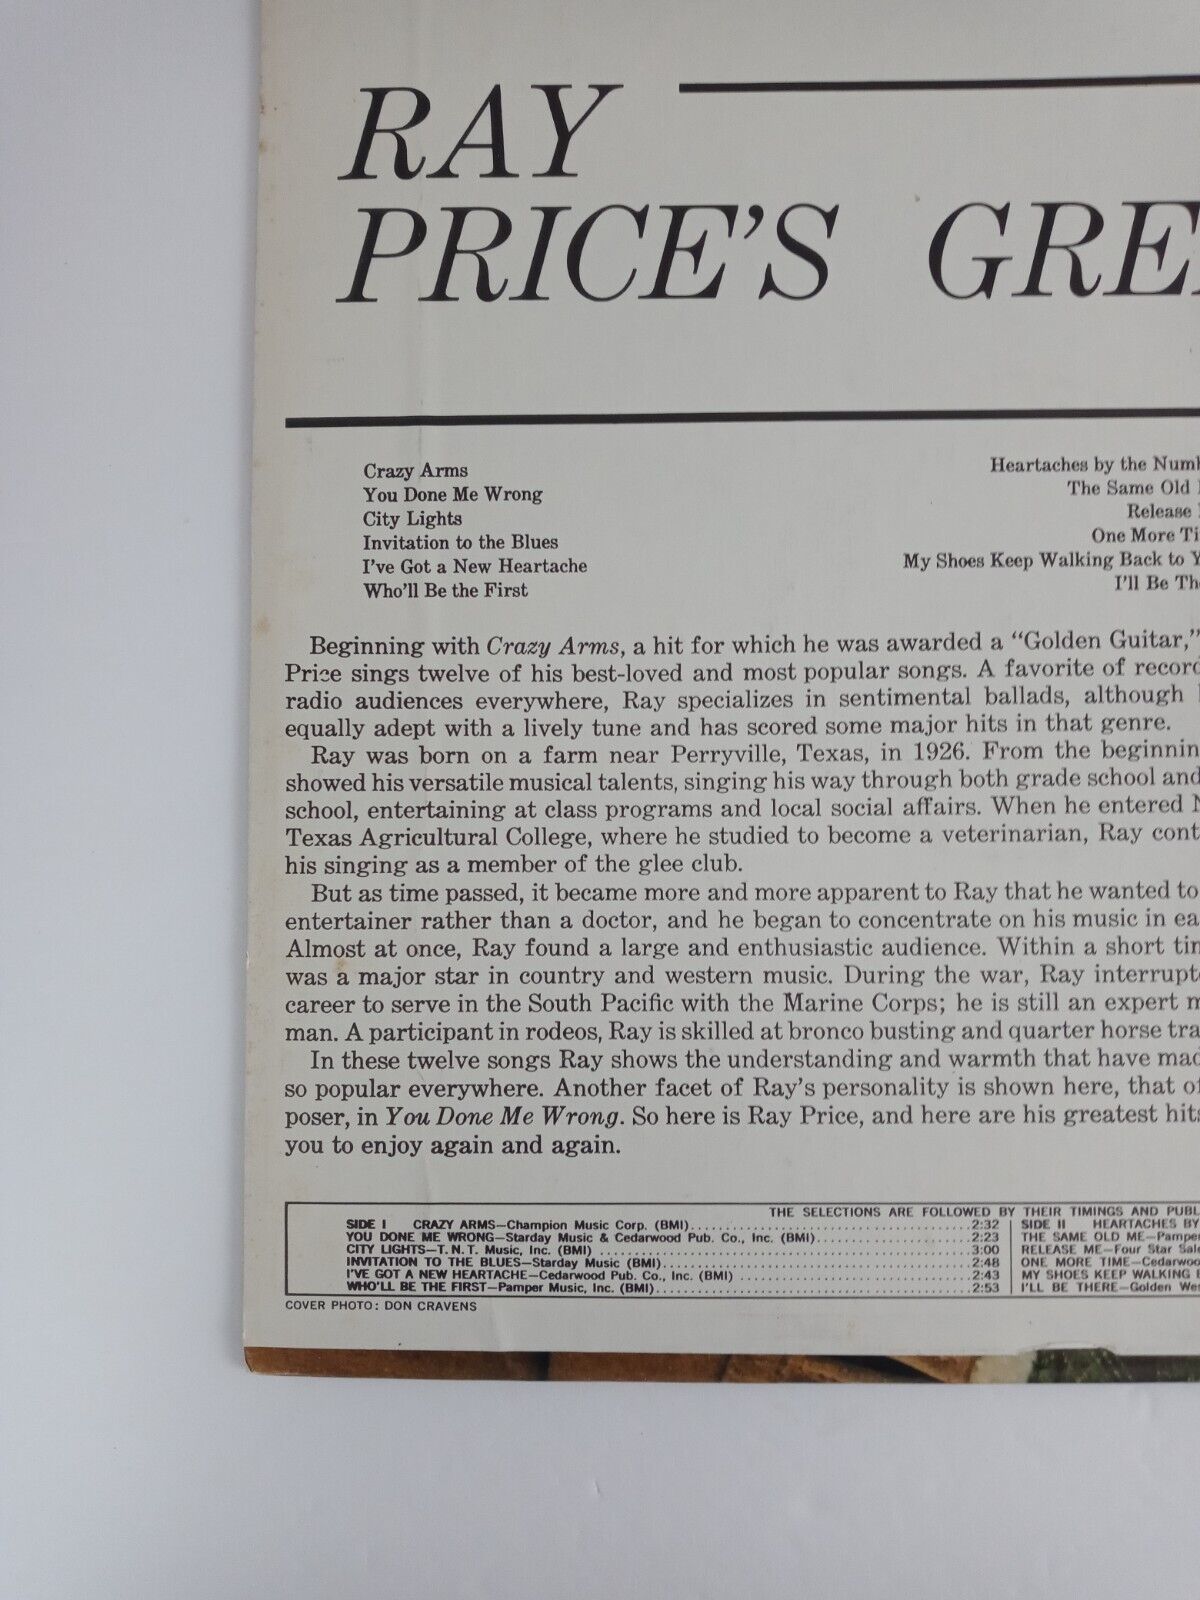 RAY
PRICE'S GRE
Crazy Arms
You Done Me Wrong
City Lights
Invitation to the Blues
I've Got a New Heartache
Who'll Be the First
Heartaches by the Numb
The Same Old
Release
One More Ti
My Shoes Keep Walking Back to Y
I'll Be The
Beginning with Crazy Arms, a hit for which he was awarded a “Golden Guitar,”
Price sings twelve of his best-loved and most popular songs. A favorite of record
radio audiences everywhere, Ray specializes in sentimental ballads, although
equally adept with a lively tune and has scored some major hits in that genre.
Ray was born on a farm near Perryville, Texas, in 1926. From the beginnin
showed his versatile musical talents, singing his way through both grade school and
school, entertaining at class programs and local social affairs. When he entered N
Texas Agricultural College, where he studied to become a veterinarian, Ray cont
his singing as a member of the glee club.
But as time passed, it became more and more apparent to Ray that he wanted to
entertainer rather than a doctor, and he began to concentrate on his music in ea
Almost at once, Ray found a large and enthusiastic audience. Within a short tim
was a major star in country and western music. During the war, Ray interrupt
career to serve in the South Pacific with the Marine Corps; he is still an expert m
man. A participant in rodeos, Ray is skilled at bronco busting and quarter horse tra
In these twelve songs Ray shows the understanding and warmth that have mad
so popular everywhere. Another facet of Ray's personality is shown here, that of
poser, in You Done Me Wrong. So here is Ray Price, and here are his greatest hits
you to enjoy again and again.
THE SELECTIONS ARE FOLLOWED BY THEIR TIMINGS AND PUBL
SIDE I CRAZY ARMS—Champion Music Corp. (BMI) 2:32
YOU DONE ME WRONG—Starday Music & Cedarwood Pub. Co., Inc. (BMI) 2:23
CITY LIGHTS—T. N. T. Music, Inc. (BMI) 3:00
INVITATION TO THE BLUES—Starday Music (BMI) 2:48
I'VE GOT A NEW HEARTACHE—Cedarwood Pub. Co., Inc. (BMI) 2:43
WHO'LL BE THE FIRST—Pamper Music, Inc. (BMI) 2:53
SIDE II HEARTACHES BY
THE SAME OLD ME—Pamper
RELEASE ME—Four Star Sale
ONE MORE TIME—Cedarwoo
MY SHOES KEEP WALKING B
I'LL BE THERE—Golden Wes
COVER PHOTO: DON CRAVENS